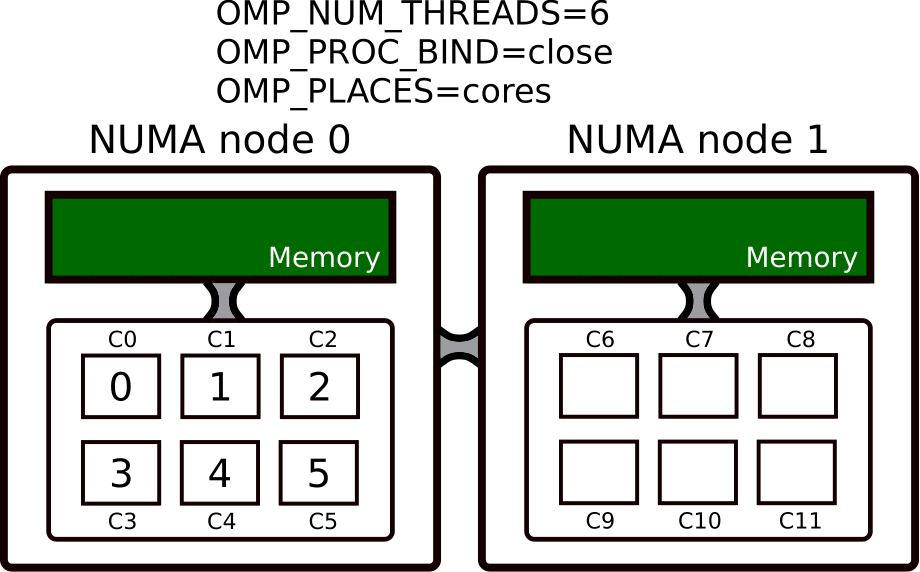 OMP_NUM_THREADS=6
OMP_PROC_BIND=close
OMP_PLACES=cores
NUMA node 0
NUMA node 1
Memory
Memory
C0 C1 C2
0 1 2
3 4 5
C3 C4 C5
C6 C7 C8
C9 C10 C11